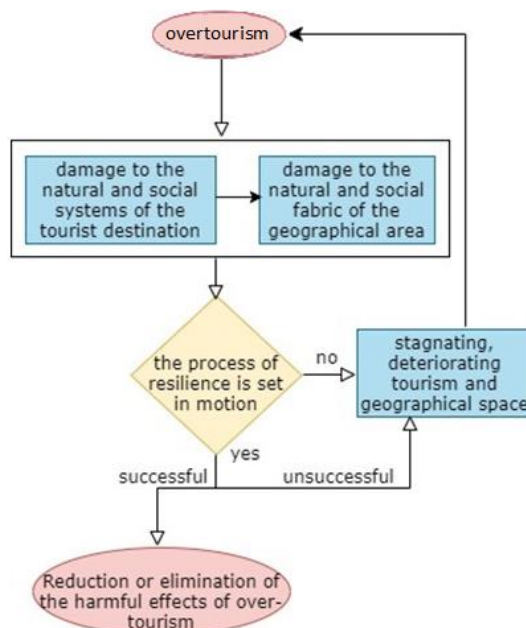 overtourism
damage to the
natural and social
systems of the
tourist destination
damage to the
natural and social
fabric of the
geographical area
the process of
resilience is set
in motion
no
stagnating,
deteriorating
tourism and
geographical space
yes
successful
unsuccessful
Reduction or elimination of
the harmful effects of over-
tourism